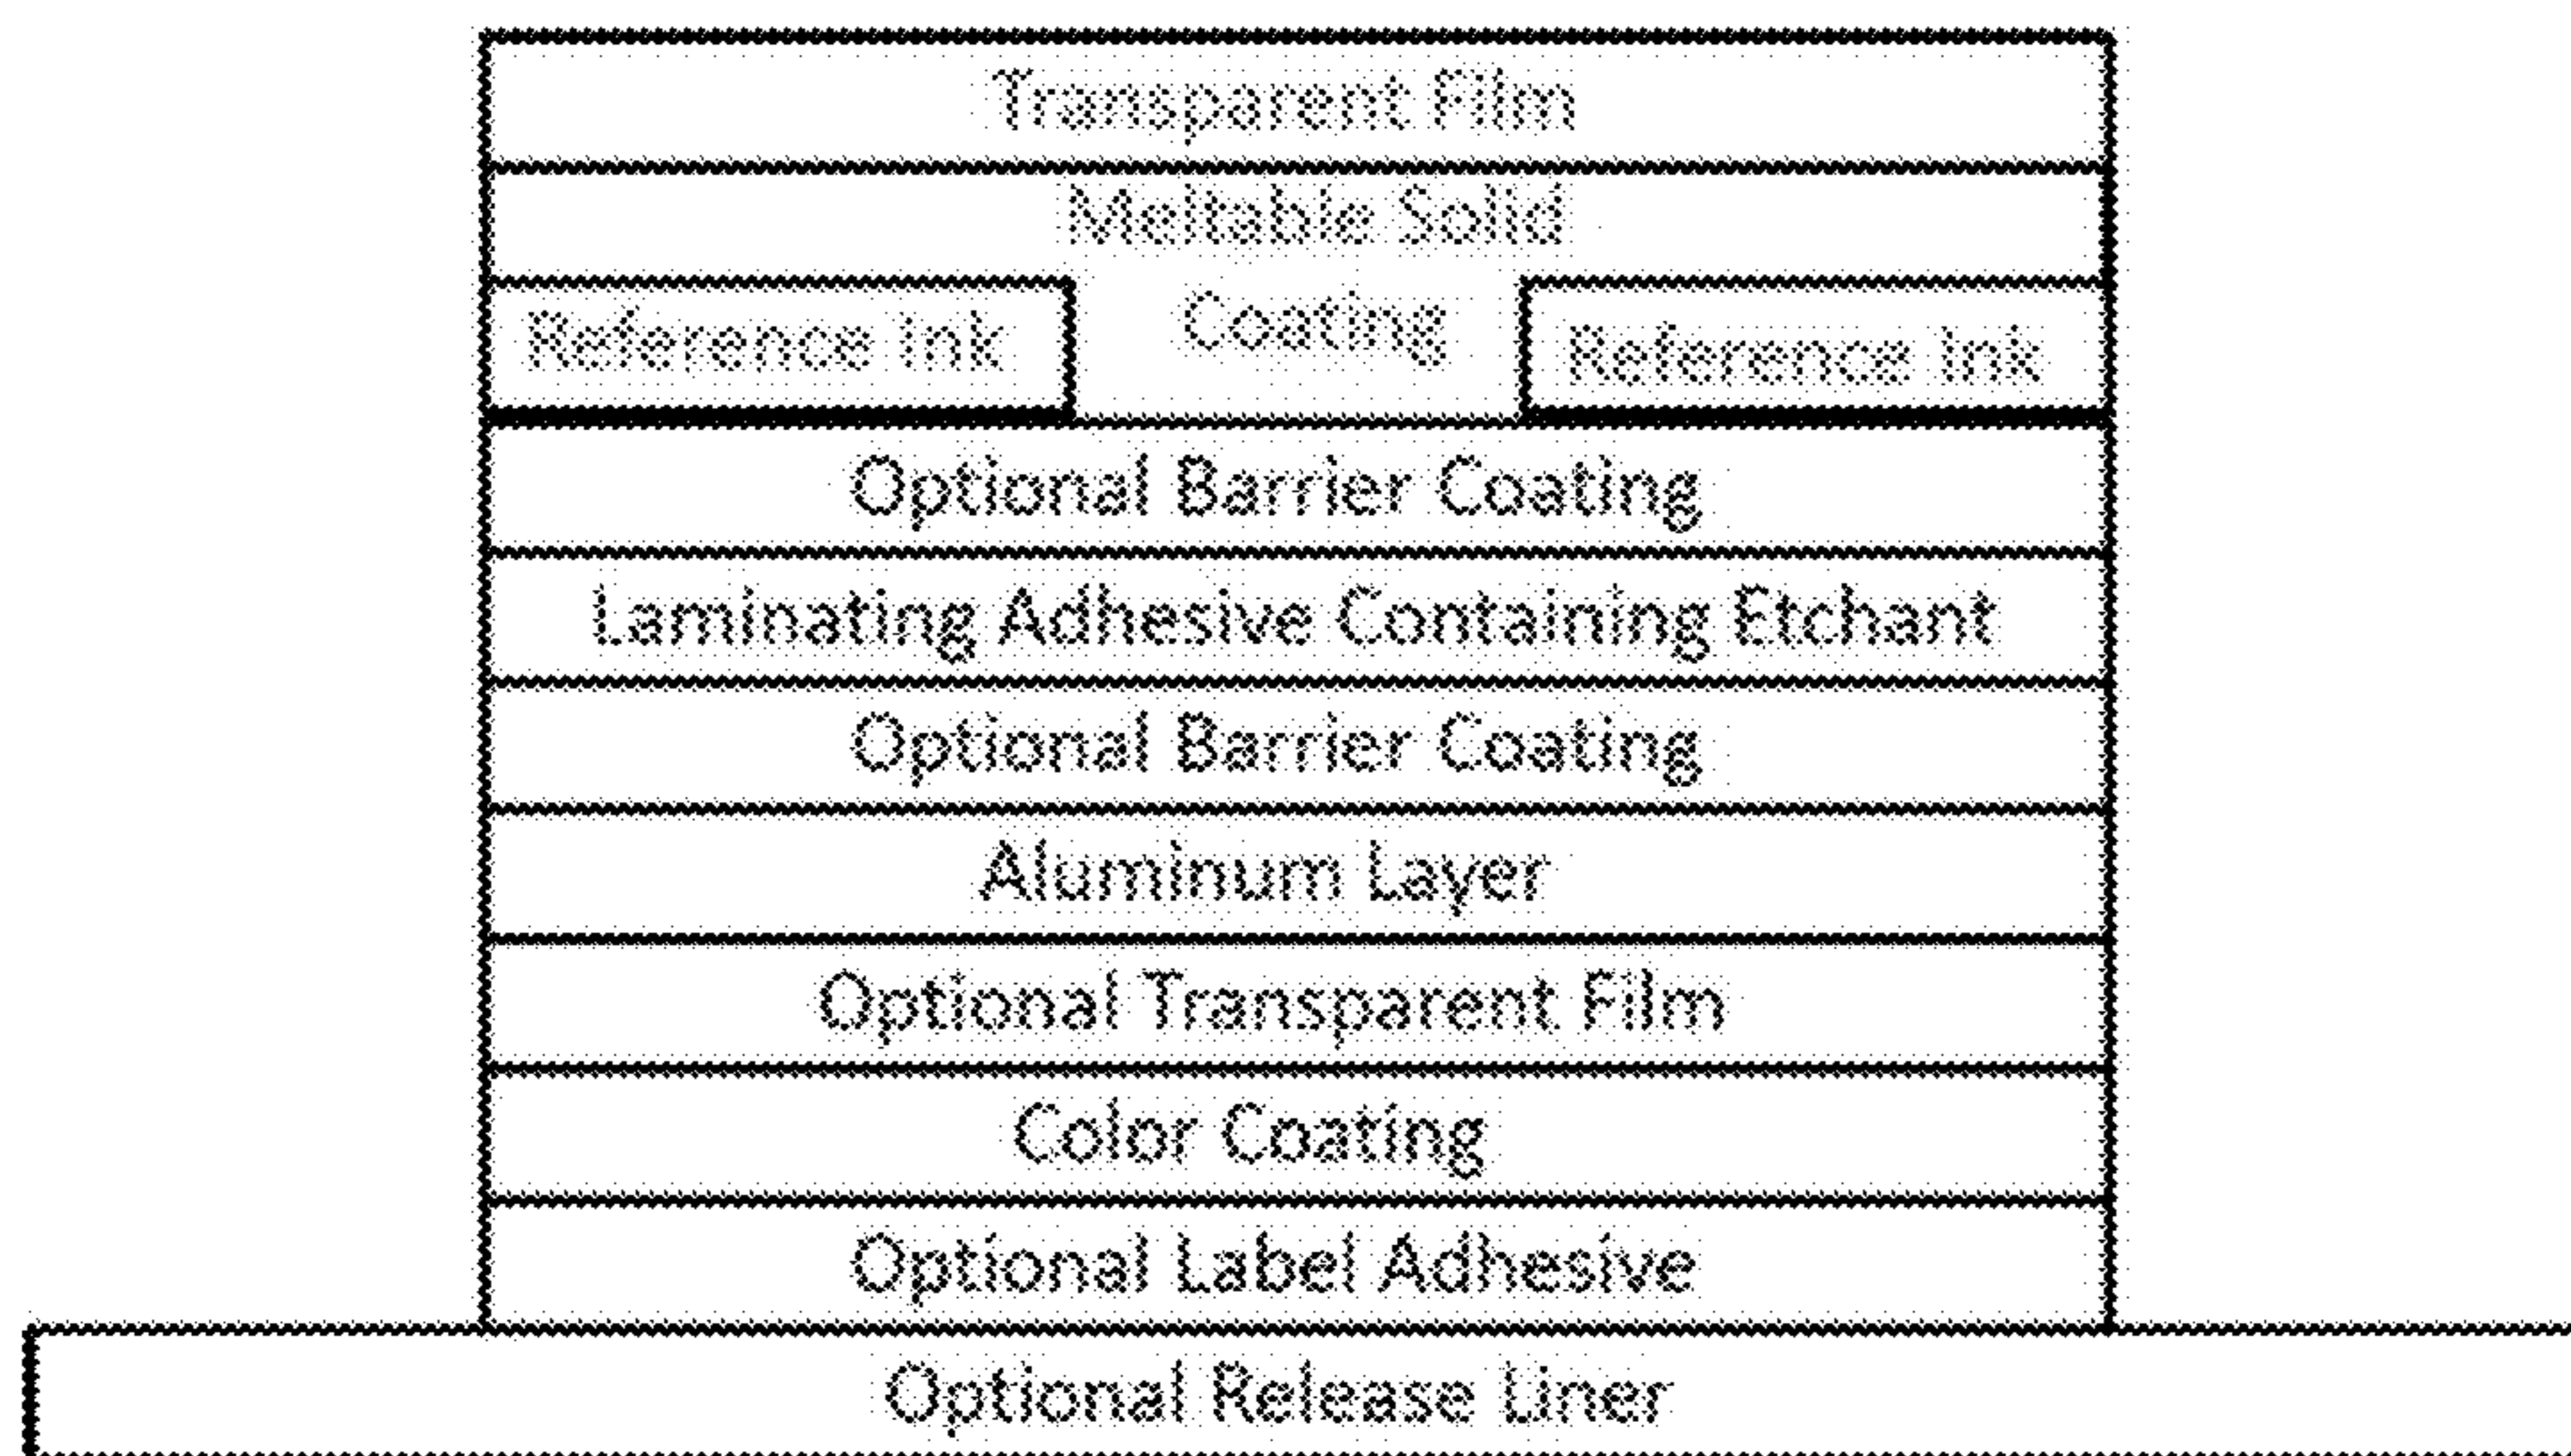 Transparent Film
Meltable Solid
Coating
Reference Ink
Reference Ink
Optional Barrier Coating
Laminating Adhesive Containing Etchant
Optional Barrier Coating
Aluminum Layer
Optional Transparent Film
Color Coating
Optional Label Adhesive
Optional Release Liner